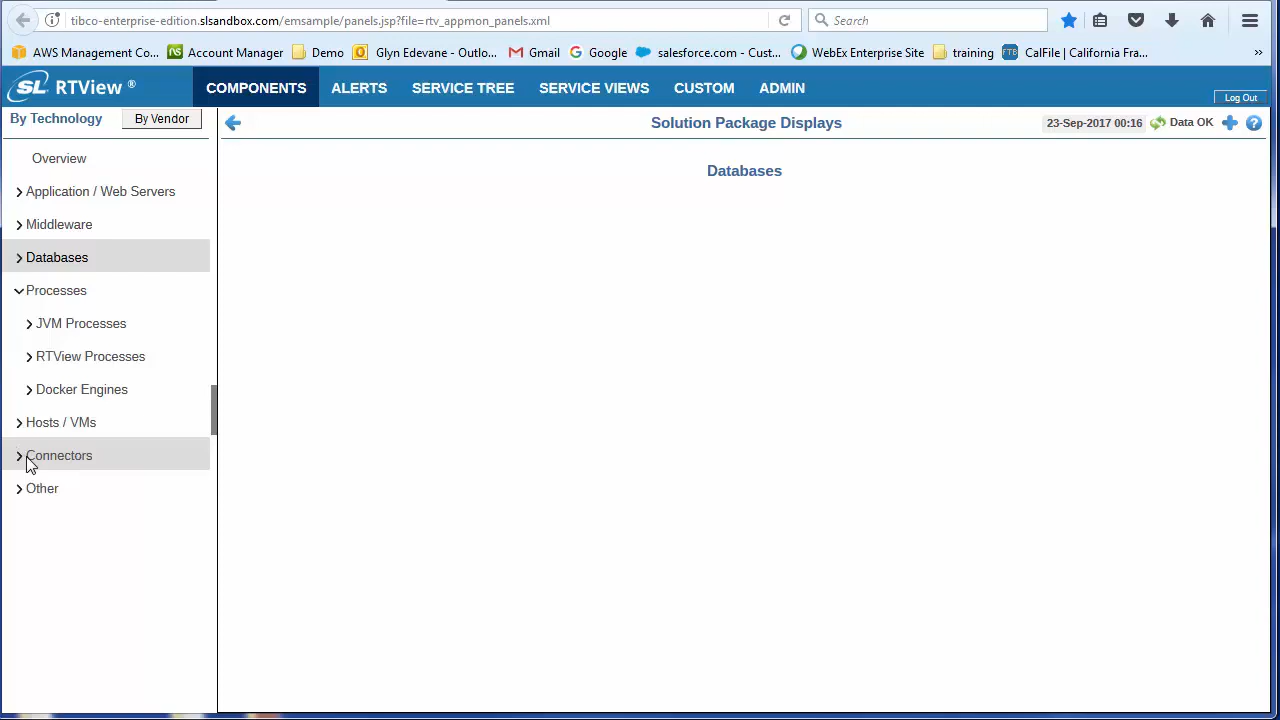 tibco-enterprise-edition.slsandbox.com/emsample/panels.jsp?file=rtv_appmon_panels.xml
Search
AWS Management Co... Account Manager Demo Glyn Edevane - Outlo... Gmail Google salesforce.com - Cust... WebEx Enterprise Site training CalFile | California Fra...
SL RTView ® COMPONENTS ALERTS SERVICE TREE SERVICE VIEWS CUSTOM ADMIN
Log Out
By Technology By Vendor
Solution Package Displays 23-Sep-2017 00:16 Data OK
Overview
Databases
Application / Web Servers
Middleware
Databases
Processes
JVM Processes
RTView Processes
Docker Engines
Hosts / VMs
Connectors
Other